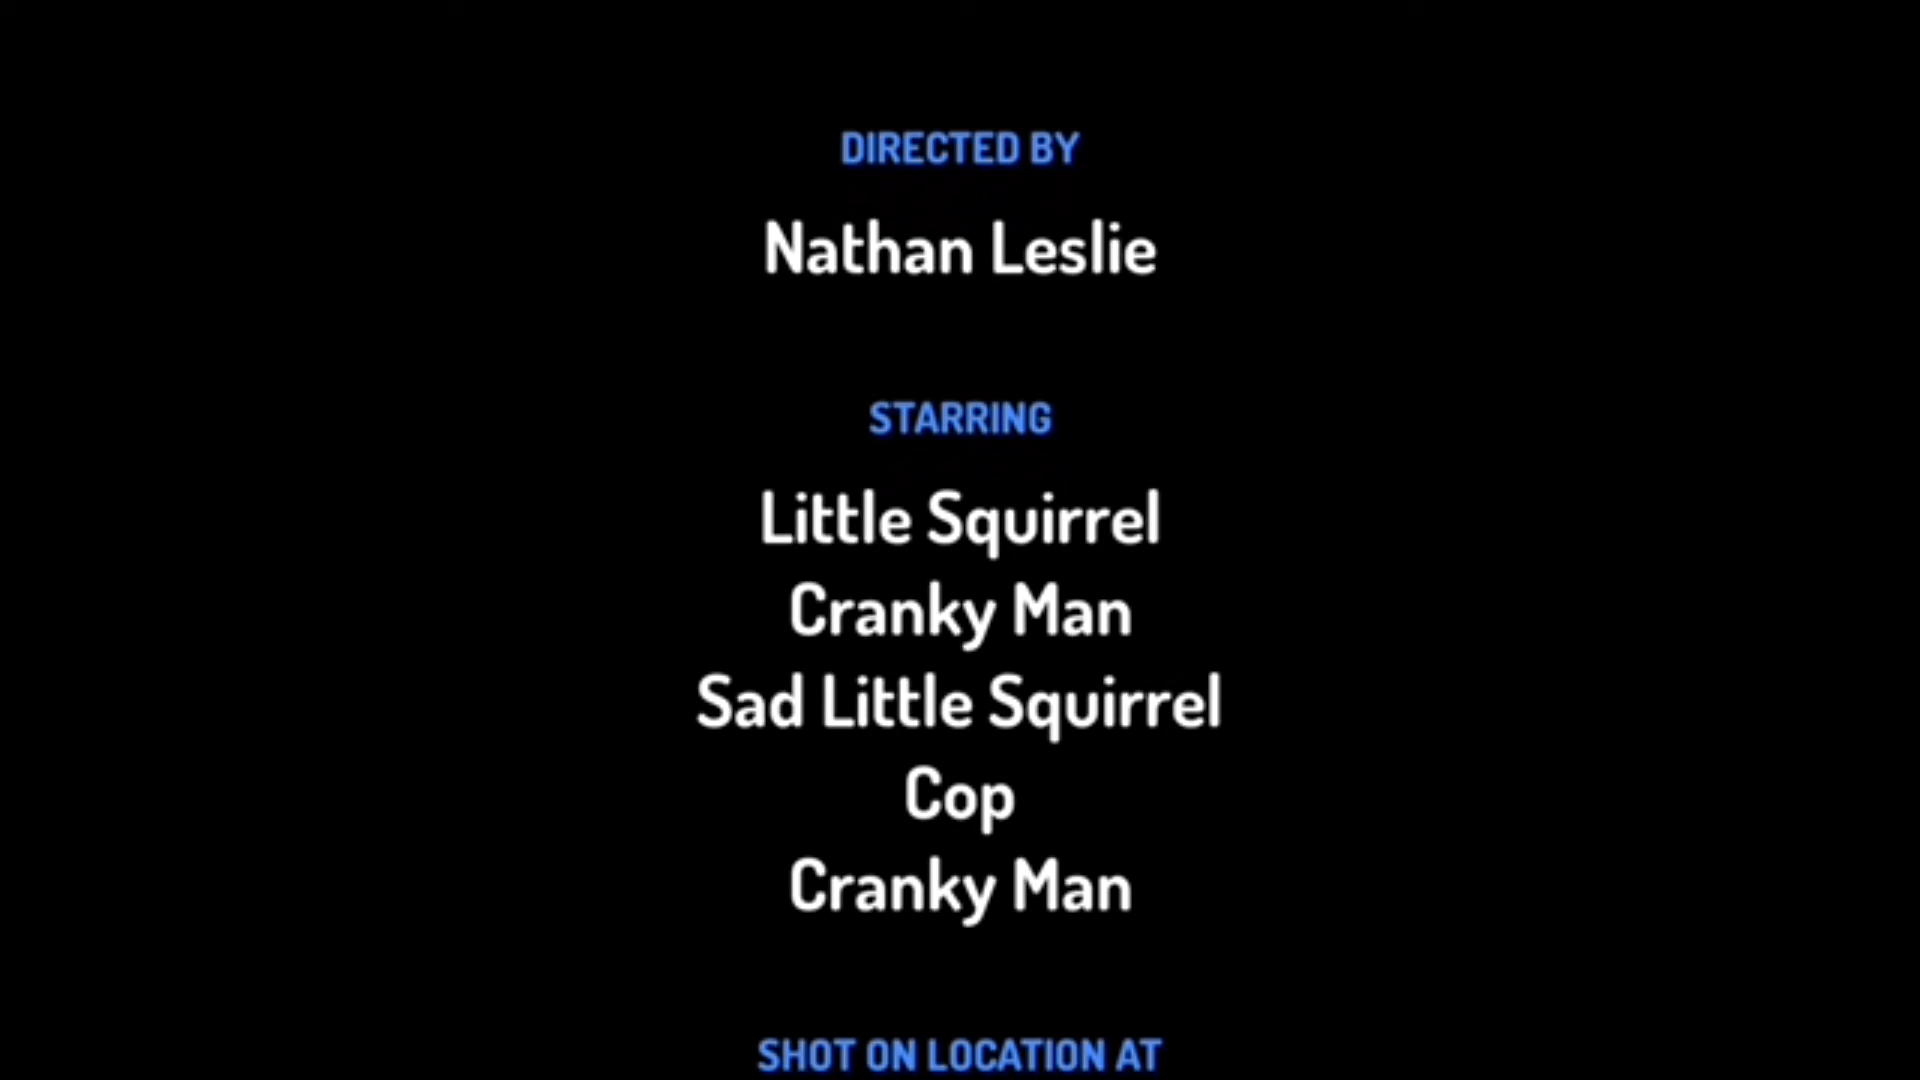 DIRECTED BY
Nathan Leslie
STARRING
Little Squirrel
Cranky Man
Sad Little Squirrel
Cop
Cranky Man
SHOT ON LOCATION AT